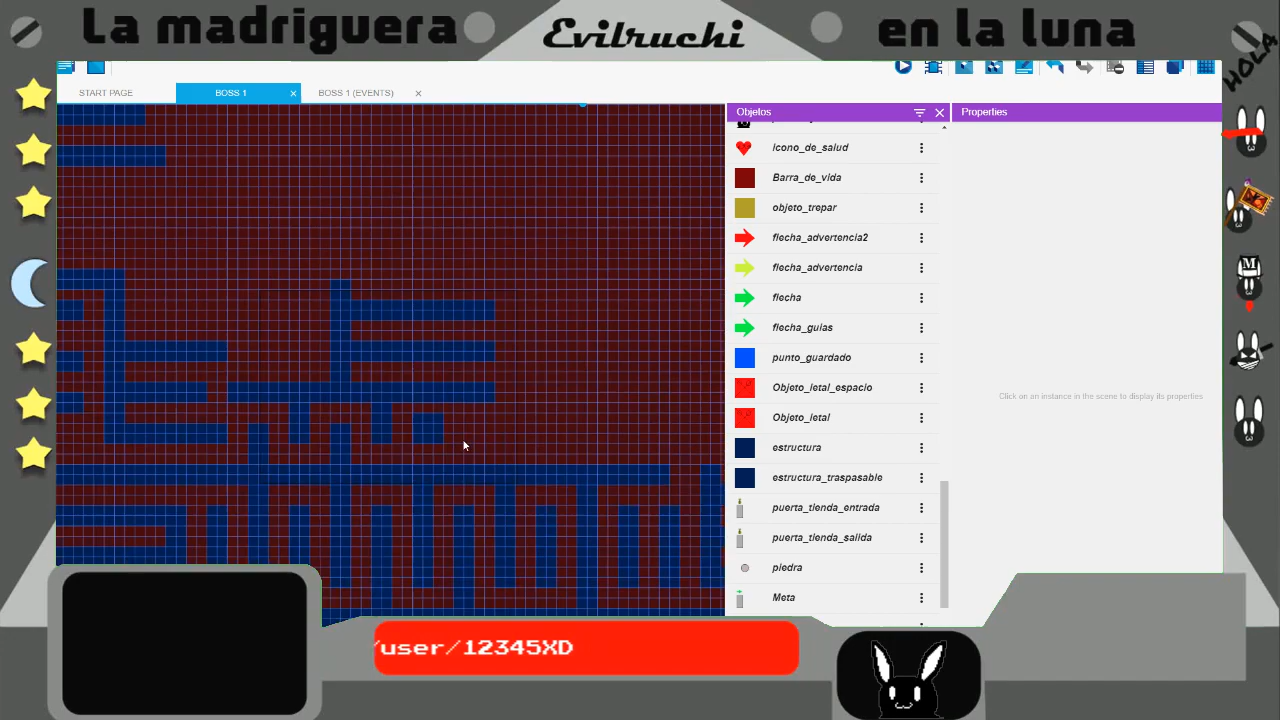 La madriguera
Evilruchi
en la luna
HOLA
START PAGE
BOSS 1
BOSS 1 (EVENTS)
Objetos
Properties
icono_de_salud
Barra_de_vida
objeto_trepar
flecha_advertencia2
flecha_advertencia
flecha
flecha_guias
punto_guardado
Objeto_letal_espacio
Objeto_letal
estructura
estructura_traspasable
puerta_tienda_entrada
puerta_tienda_salida
piedra
Meta
Click on an instance in the scene to display its properties
M
/user/12345XD